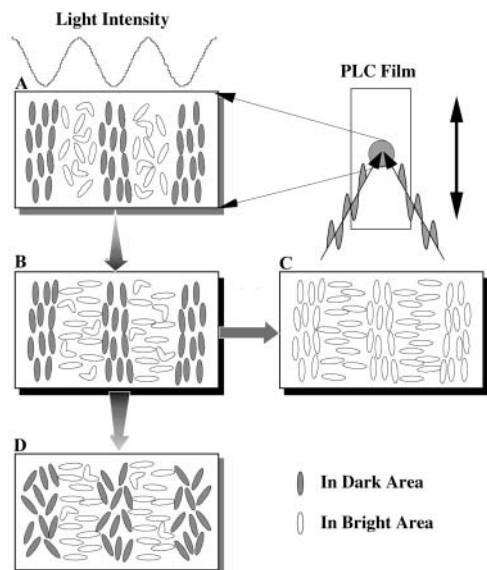 Light Intensity
A
PLC Film
B
C
D
In Dark Area
In Bright Area